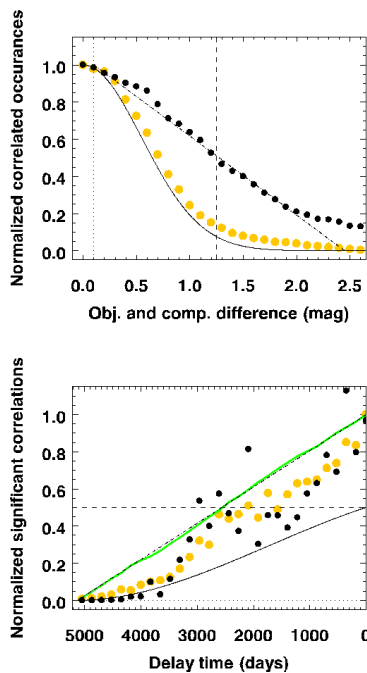 Normalized correlated occurances
1.0
0.8
0.6
0.4
0.2
0.0
0.0 0.5 1.0 1.5 2.0 2.5
Obj. and comp. difference (mag)
Normalized significant correlations
1.0
0.8
0.6
0.4
0.2
0.0
5000 4000 3000 2000 1000 0
Delay time (days)